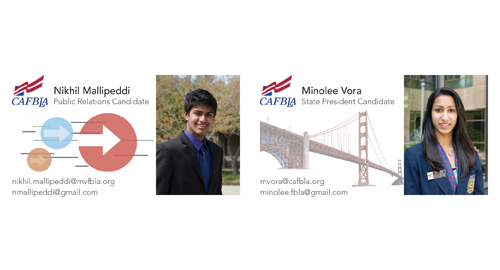 CAFBLA
Nikhil Mallipeddi
Public Relations Candidate
nikhil.mallipeddi@mvfbla.org
nmallipeddi@gmail.com
CAFBLA
Minolee Vora
State President Candidate
mvora@cafbla.org
minolee.fbla@gmail.com